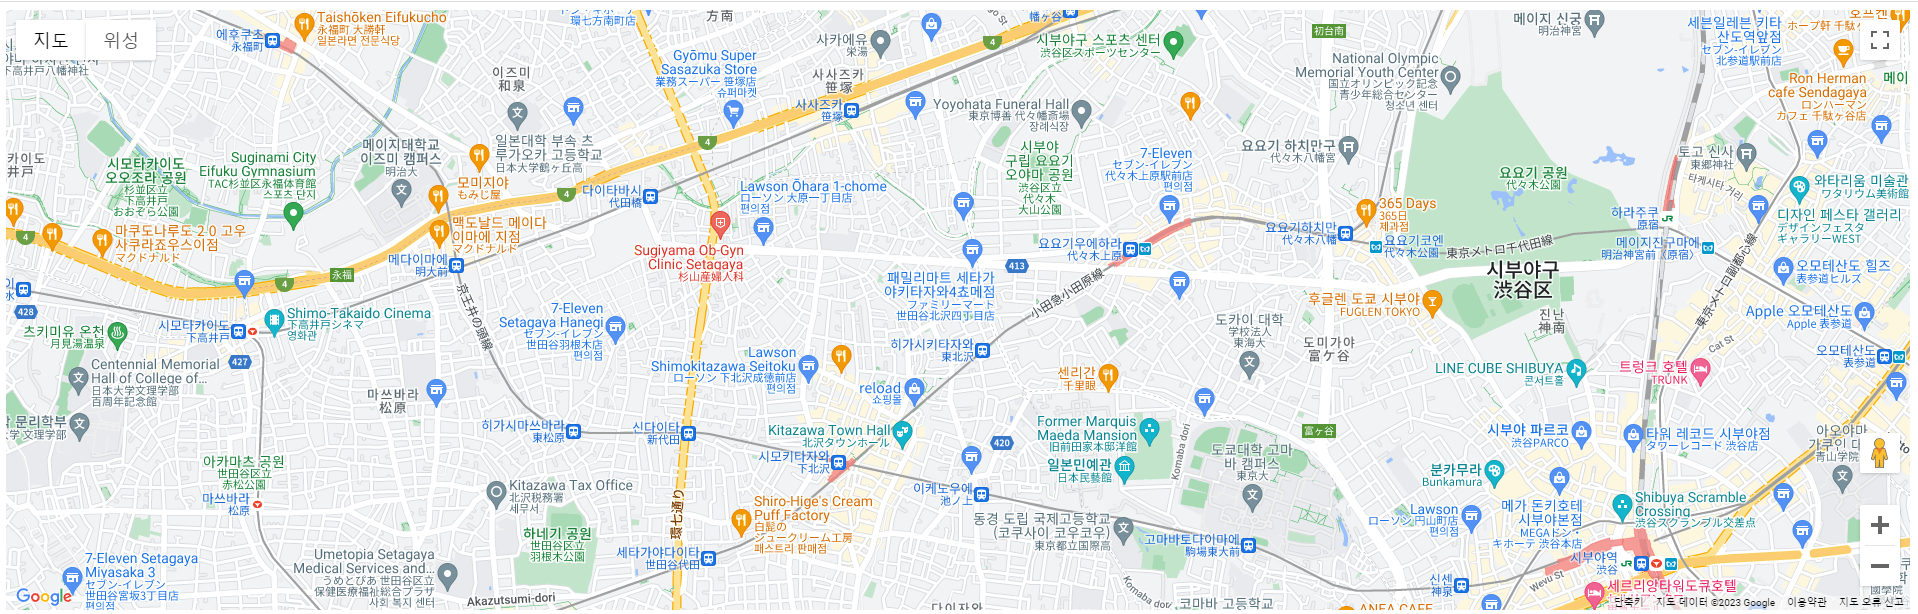 지도
위성
에후쿠초
永福町
Taishōken Eifukucho
永福町 大勝軒
일본라면 전문식당
環七方南町店
方南
사카에유
栄湯
幡ヶ谷
시부야구 스포츠 센터
渋谷区スポーツセンター
初台南
메이지 신궁
明治神宮
세븐일레븐 키타
산도역앞점
セブン-イレブン
北参道駅前店
ホープ軒 千駄
Ron Herman
cafe Sendagaya
ロンハーマン
カフェ 千駄ヶ谷店
National Olympic
Memorial Youth Center
国立オリンピック記念
青少年総合センター
청소년 센터
下高井戸八幡神社
이즈미
和泉
Gyōmu Super
Sasazuka Store
業務スーパー 笹塚店
슈퍼마켓
사사즈카
笹塚
사사즈카
笹塚
Yoyohata Funeral Hall
東京博善 代々幡斎場
장례식장
메이지대학교
이즈미 캠퍼스
明治大
일본대학 부속 츠
루가오카 고등학교
日本大学鶴ヶ丘高
시모타카이도
오오조라 공원
杉並区立
下高井戸
おおぞら公園
Suginami City
Eifuku Gymnasium
TAC杉並区永福体育館
스포츠 단지
모미지야
もみじ屋
다이타바시
代田橋
Lawson Ōhara 1-chome
ローソン 大原一丁目店
편의점
시부야
구립 요요기
오야마 공원
渋谷区立
代々木
大山公園
7-Eleven
セブン-イレブン
代々木上原駅前店
편의점
요요기 하치만구
代々木八幡宮
요요기 공원
代々木公園
토고 신사
東郷神社
타케시타 거리
와타리움 미술관
ワタリウム美術館
하라주쿠
原宿
디자인 페스타 갤러리
デザインフェスタ
ギャラリーWEST
마쿠도나루도 2·0 고우
사쿠라죠우스이점
マクドナルド
맥도날드 메이다
이마에 지점
マクドナルド
메다이마에
明大前
永福
Sugiyama Ob-Gyn
Clinic Setagaya
杉山産婦人科
요요기우에하라
代々木上原
365 Days
365日
제과점
요요기하치만
代々木八幡
요요기코엔
代々木公園
東京メトロ千代田線
메이지진구마에
明治神宮前〈原宿〉
東京メトロ副都心線
오모테산도 힐즈
表参道ヒルズ
413
패밀리마트 세타가
야키타자와4쵸메점
ファミリーマート
世田谷北沢四丁目店
小田急小田原線
시부야구
渋谷区
후글렌 도쿄 시부야
FUGLEN TOKYO
진난
神南
Apple 오모테산도
Apple 表参道
428
츠키미유 온천
月見湯温泉
시모타카이도
下高井戸
Shimo-Takaido Cinema
下高井戸シネマ
영화관
京王井の頭線
7-Eleven
Setagaya Hanegi
セブン-イレブン
世田谷羽根木店
편의점
427
Lawson
Shimokitazawa Seitoku
ローソン 下北沢成徳前店
편의점
히가시키타자와
東北沢
도카이 대학
学校法人
東海大
도미가야
富ヶ谷
Cat St
오모테산도
表参道
Centennial Memorial
Hall of College of…
日本大学文理学部
百周年記念館
마쓰바라
松原
reload
쇼핑몰
센리간
千里眼
LINE CUBE SHIBUYA
콘서트홀
트렁크 호텔
TRUNK
히가시마쓰바라
東松原
신다이타
新代田
Kitazawa Town Hall
北沢タウンホール
420
Former Marquis
Maeda Mansion
旧前田家本邸洋館
Komaba dori
도쿄대학교 고마
바 캠퍼스
東京大
富ヶ谷
시부야 파르코
渋谷PARCO
타워 레코드 시부야점
タワーレコード 渋谷店
青山学院
아카마츠 공원
世田谷区立
赤松公園
시모키타자와
下北沢
일본민예관
日本民藝館
분카무라
Bunkamura
마쓰바라
松原
Kitazawa Tax Office
北沢税務署
세무서
環七通り
Shiro-Hige's Cream
Puff Factory
白髭の
ジュークリーム工房
패스트리 판매점
이케노우에
池ノ上
동경 도립 국제고등학교
(코쿠사이 코우코우)
東京都立国際高
고마바토다이마에
駒場東大前
Lawson
ローソン 円山町店
편의점
메가 돈키호테
시부야본점
MEGAドン・
キホーテ 渋谷本店
Shibuya Scramble
Crossing
渋谷スクランブル交差点
하네기 공원
世田谷区立
羽根木公園
세타가야다이타
世田谷代田
7-Eleven Setagaya
Miyasaka 3
セブン-イレブン
世田谷宮坂3丁目店
편의점
Umetopia Setagaya
Medical Services and…
うめとぴあ 世田谷区立
保健医療福祉総合プラザ
사회 복지 센터
Akazutsumi-dori
Komaba dori
고마바 고등학교
신센
神泉
시부야역
渋谷
Wevu St
세르리앙타워도큐호텔
Google
단축키
지도 데이터 ©2023 Google
이용약관
지도 오류 신고